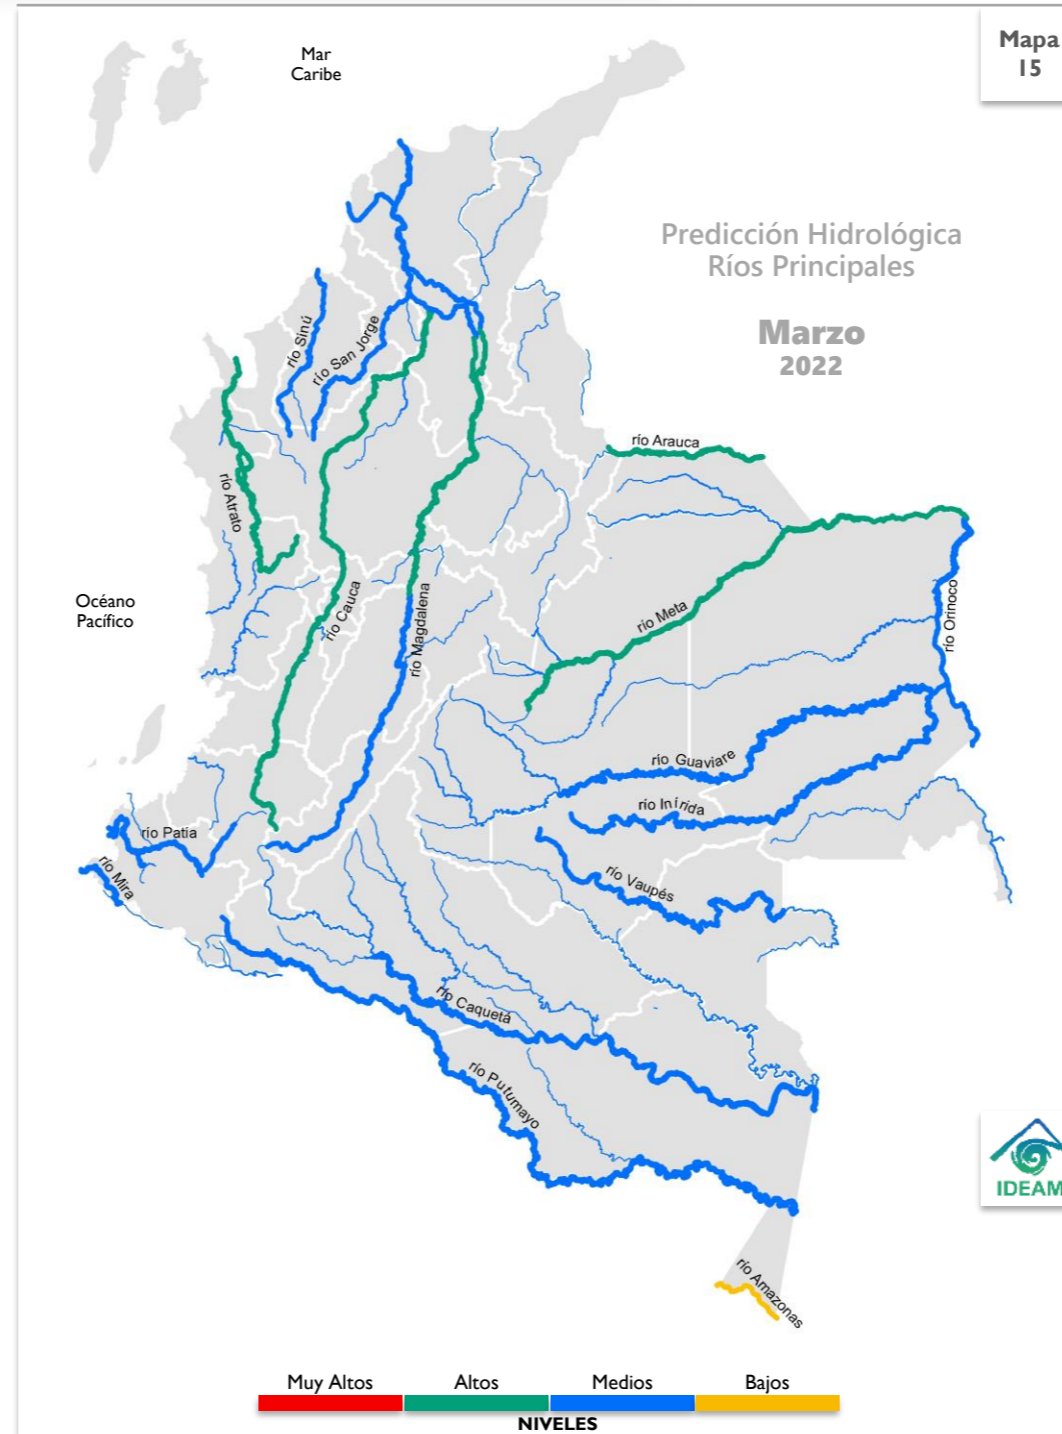 Mapa
15
Mar
Caribe
Predicción Hidrológica
Ríos Principales
Marzo
2022
río Sinú
río San Jorge
río Arauca
río Atrato
río Cauca
río Magdalena
río Meta
río Orinoco
Océano
Pacífico
río Guaviare
río Inírida
río Patia
río Mira
río Vaupés
río Caquetá
río Putumayo
IDEAM
río Amazonas
Muy Altos
Altos
Medios
Bajos
NIVELES